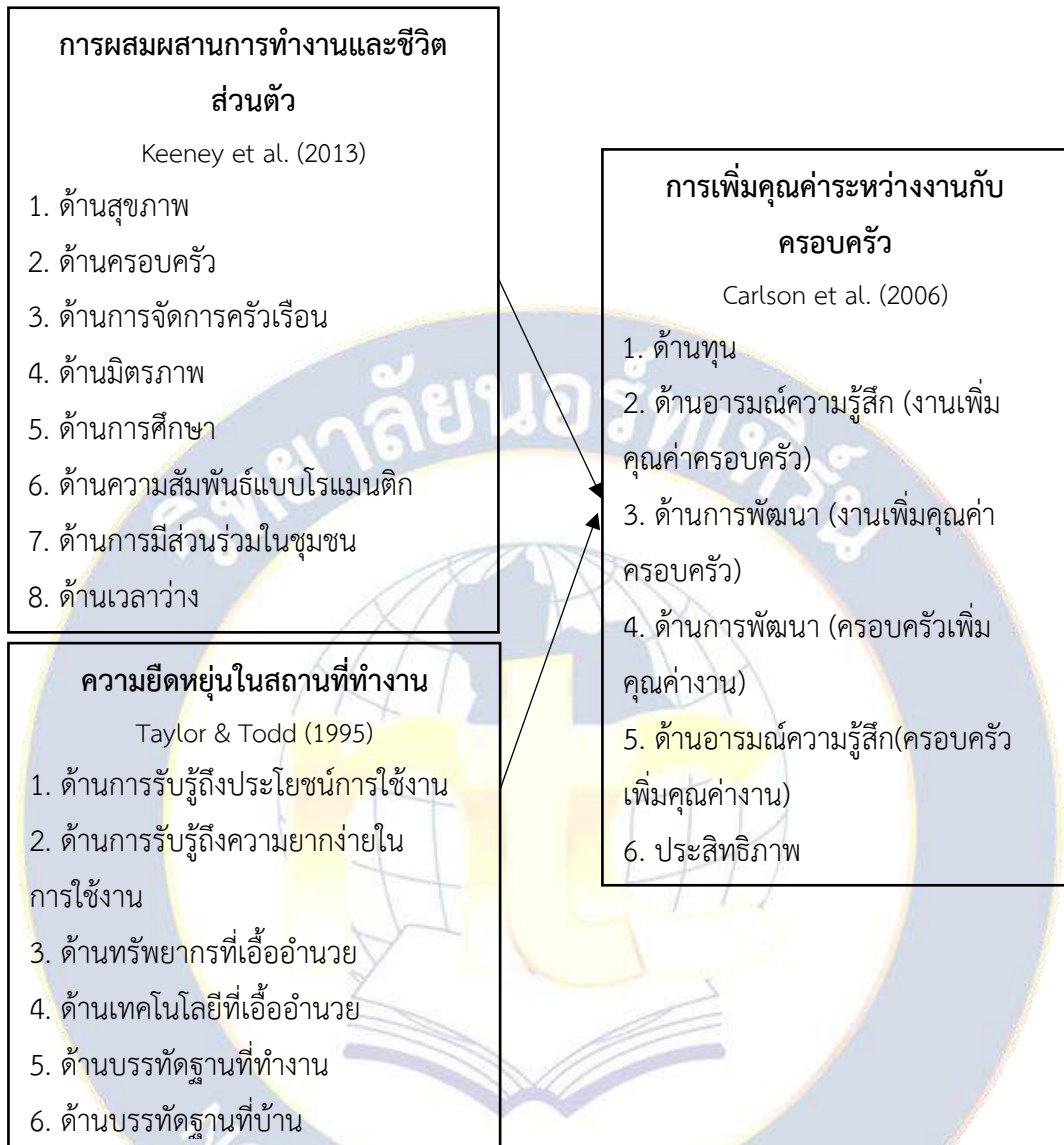 การผสมผสานการทำงานและชีวิต
ส่วนตัว
Keeney et al. (2013)
1. ด้านสุขภาพ
2. ด้านครอบครัว
3. ด้านการจัดการครัวเรือน
4. ด้านมิตรภาพ
5. ด้านการศึกษา
6. ด้านความสัมพันธ์แบบโรแมนติก
7. ด้านการมีส่วนร่วมในชุมชน
8. ด้านเวลาว่าง
ความยืดหยุ่นในสถานที่ทำงาน
Taylor & Todd (1995)
1. ด้านการรับรู้ถึงประโยชน์การใช้งาน
2. ด้านการรับรู้ถึงความยากง่ายใน
การใช้งาน
3. ด้านทรัพยากรที่เอื้ออำนวย
4. ด้านเทคโนโลยีที่เอื้ออำนวย
5. ด้านบรรทัดฐานที่ทำงาน
6. ด้านบรรทัดฐานที่บ้าน
การเพิ่มคุณค่าระหว่างงานกับ
ครอบครัว
Carlson et al. (2006)
1. ด้านทุน
2. ด้านอารมณ์ความรู้สึก (งานเพิ่ม
คุณค่าครอบครัว)
3. ด้านการพัฒนา (งานเพิ่มคุณค่า
ครอบครัว)
4. ด้านการพัฒนา (ครอบครัวเพิ่ม
คุณค่างาน)
5. ด้านอารมณ์ความรู้สึก(ครอบครัว
เพิ่มคุณค่างาน)
6. ประสิทธิภาพ
วิทยาลัยนอร์ทเทิร์น
ntc